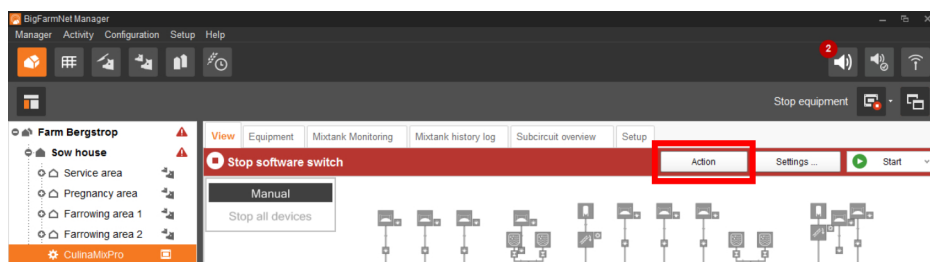 BigFarmNet Manager
Manager Activity Configuration Setup Help
2
Stop equipment
Farm Bergstrop
Sow house
Service area
Pregnancy area
Farrowing area 1
Farrowing area 2
CulinaMixPro
View Equipment Mixtank Monitoring Mixtank history log Subcircuit overview Setup
Stop software switch Action Settings ... Start
Manual
Stop all devices